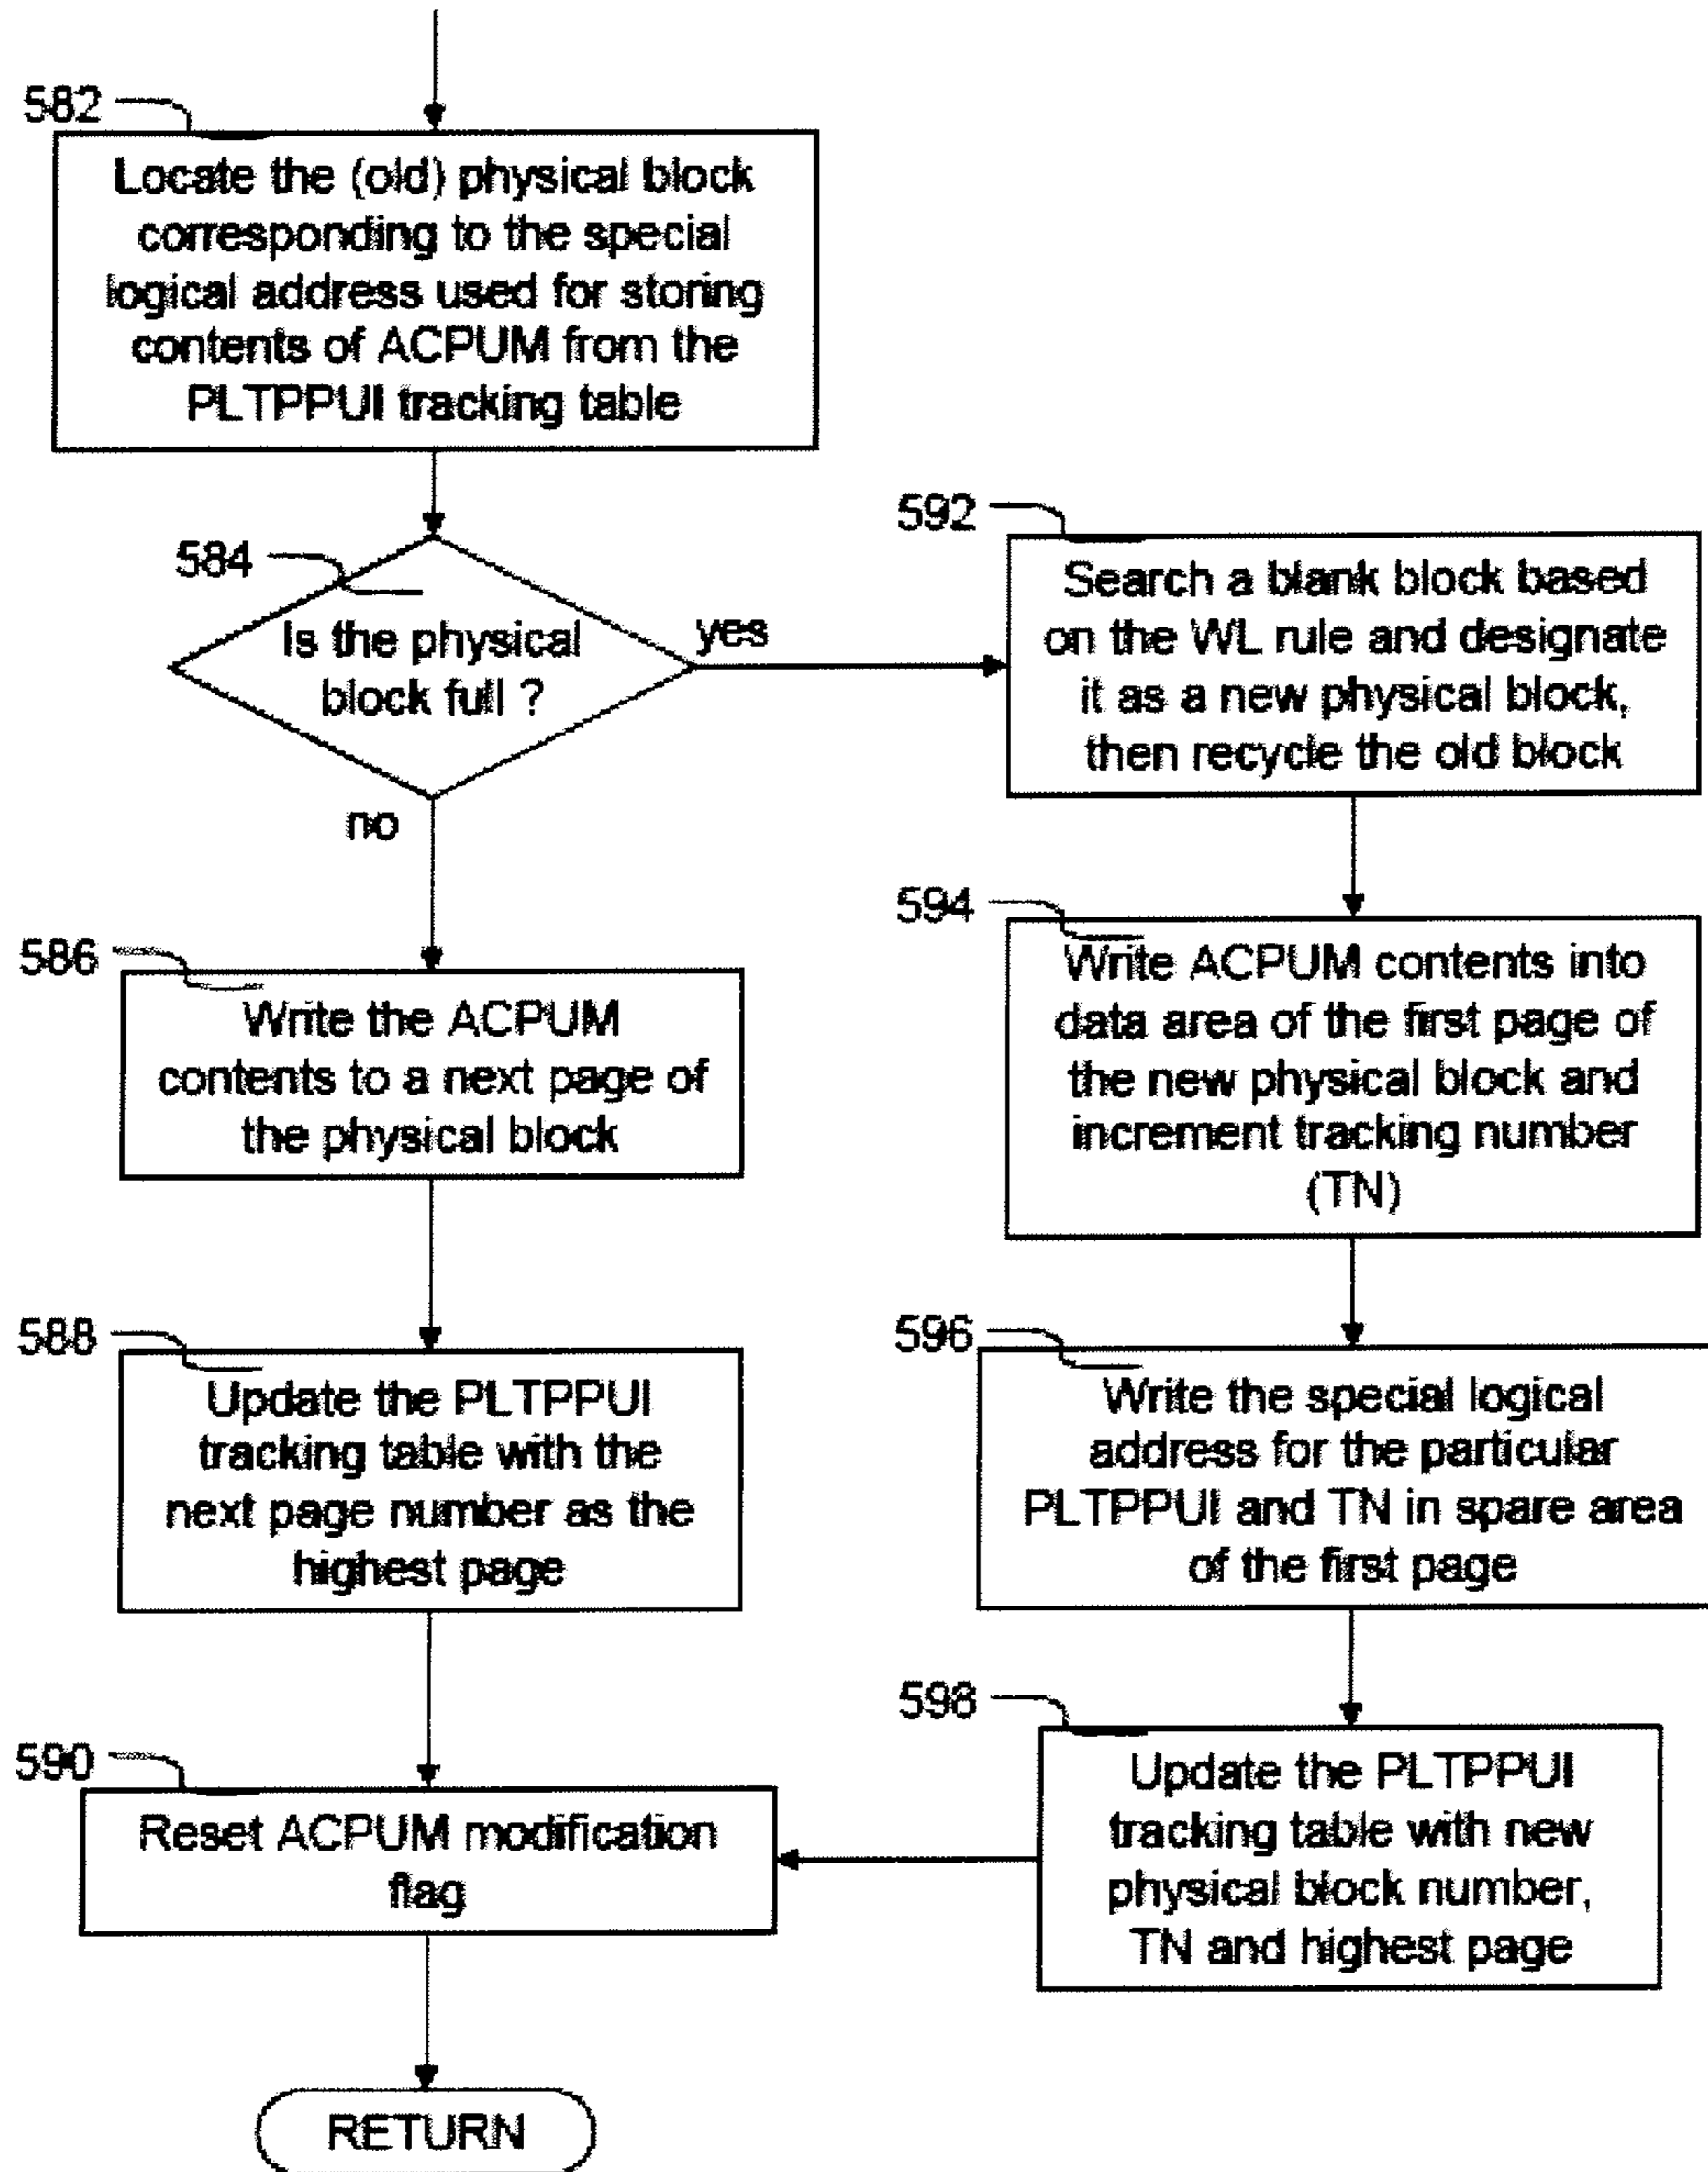 582
Locate the (old) physical block
corresponding to the special
logical address used for storing
contents of ACPUM from the
PLTPPUI tracking table
584
Is the physical
block full ?
yes
no
592
Search a blank block based
on the WL rule and designate
it as a new physical block,
then recycle the old block
586
Write the ACPUM
contents to a next page of
the physical block
594
Write ACPUM contents into
data area of the first page of
the new physical block and
increment tracking number
(TN)
588
Update the PLTPPUI
tracking table with the
next page number as the
highest page
596
Write the special logical
address for the particular
PLTPPUI and TN in spare area
of the first page
598
Update the PLTPPUI
tracking table with new
physical block number,
TN and highest page
590
Reset ACPUM modification
flag
RETURN